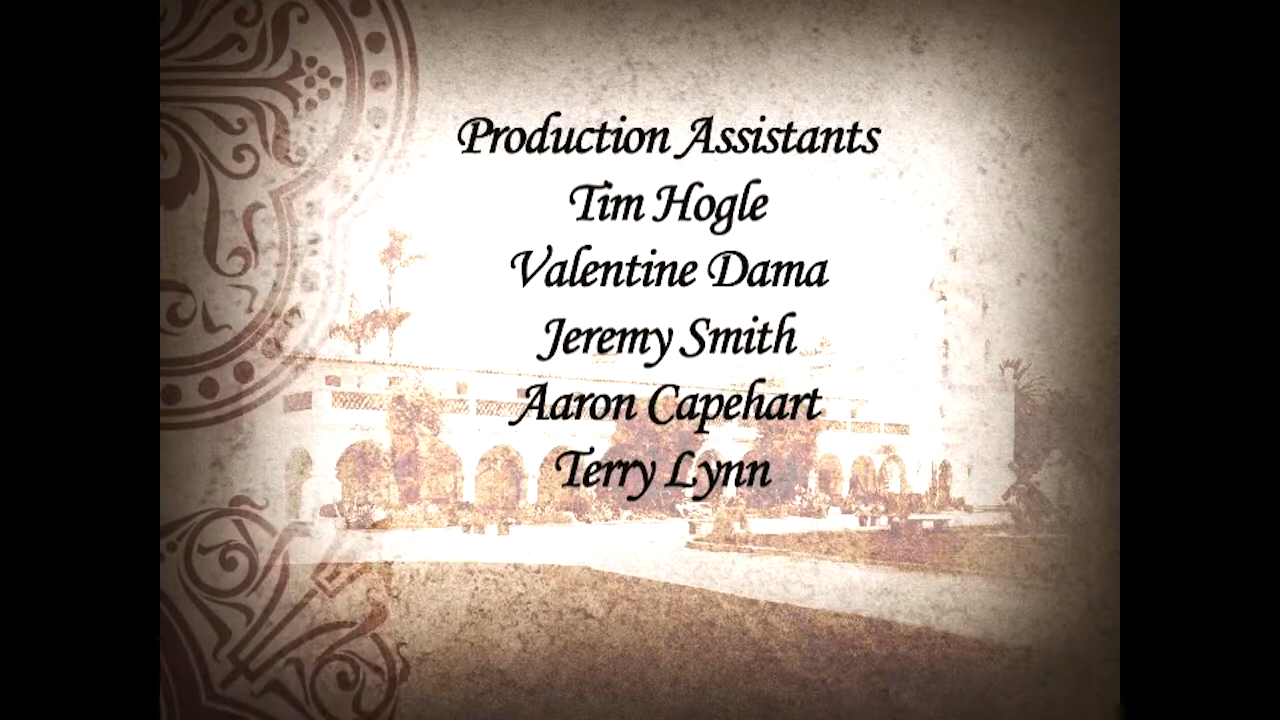 Production Assistants
Tim Hogle
Valentine Dama
Jeremy Smith
Aaron Capehart
Terry Lynn